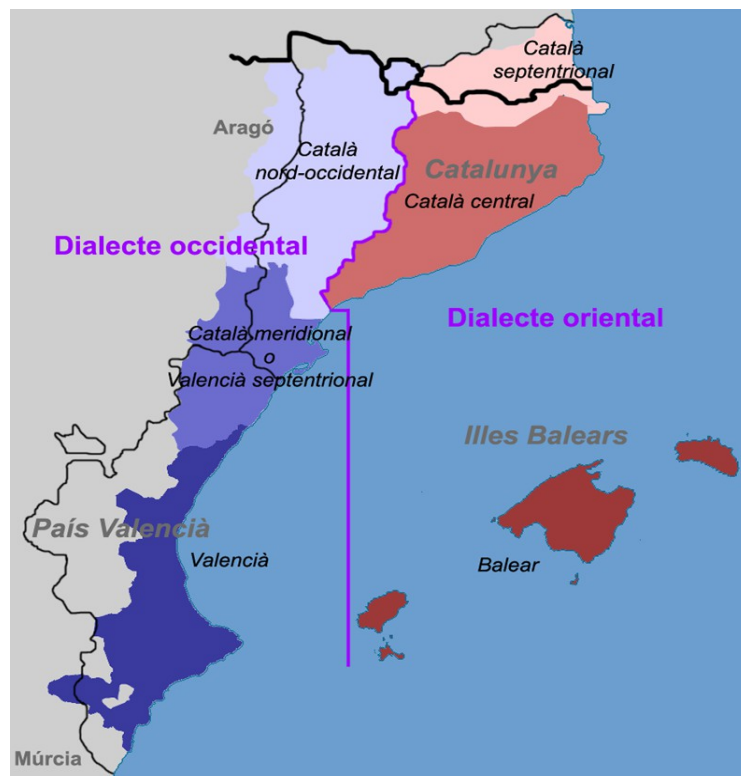 Català
septentrional
Aragó
Català
nord-occidental
Catalunya
Català central
Dialecte occidental
Dialecte oriental
Català meridional
o
Valencià septentrional
Illes Balears
País Valencià
Valencià
Balear
Múrcia